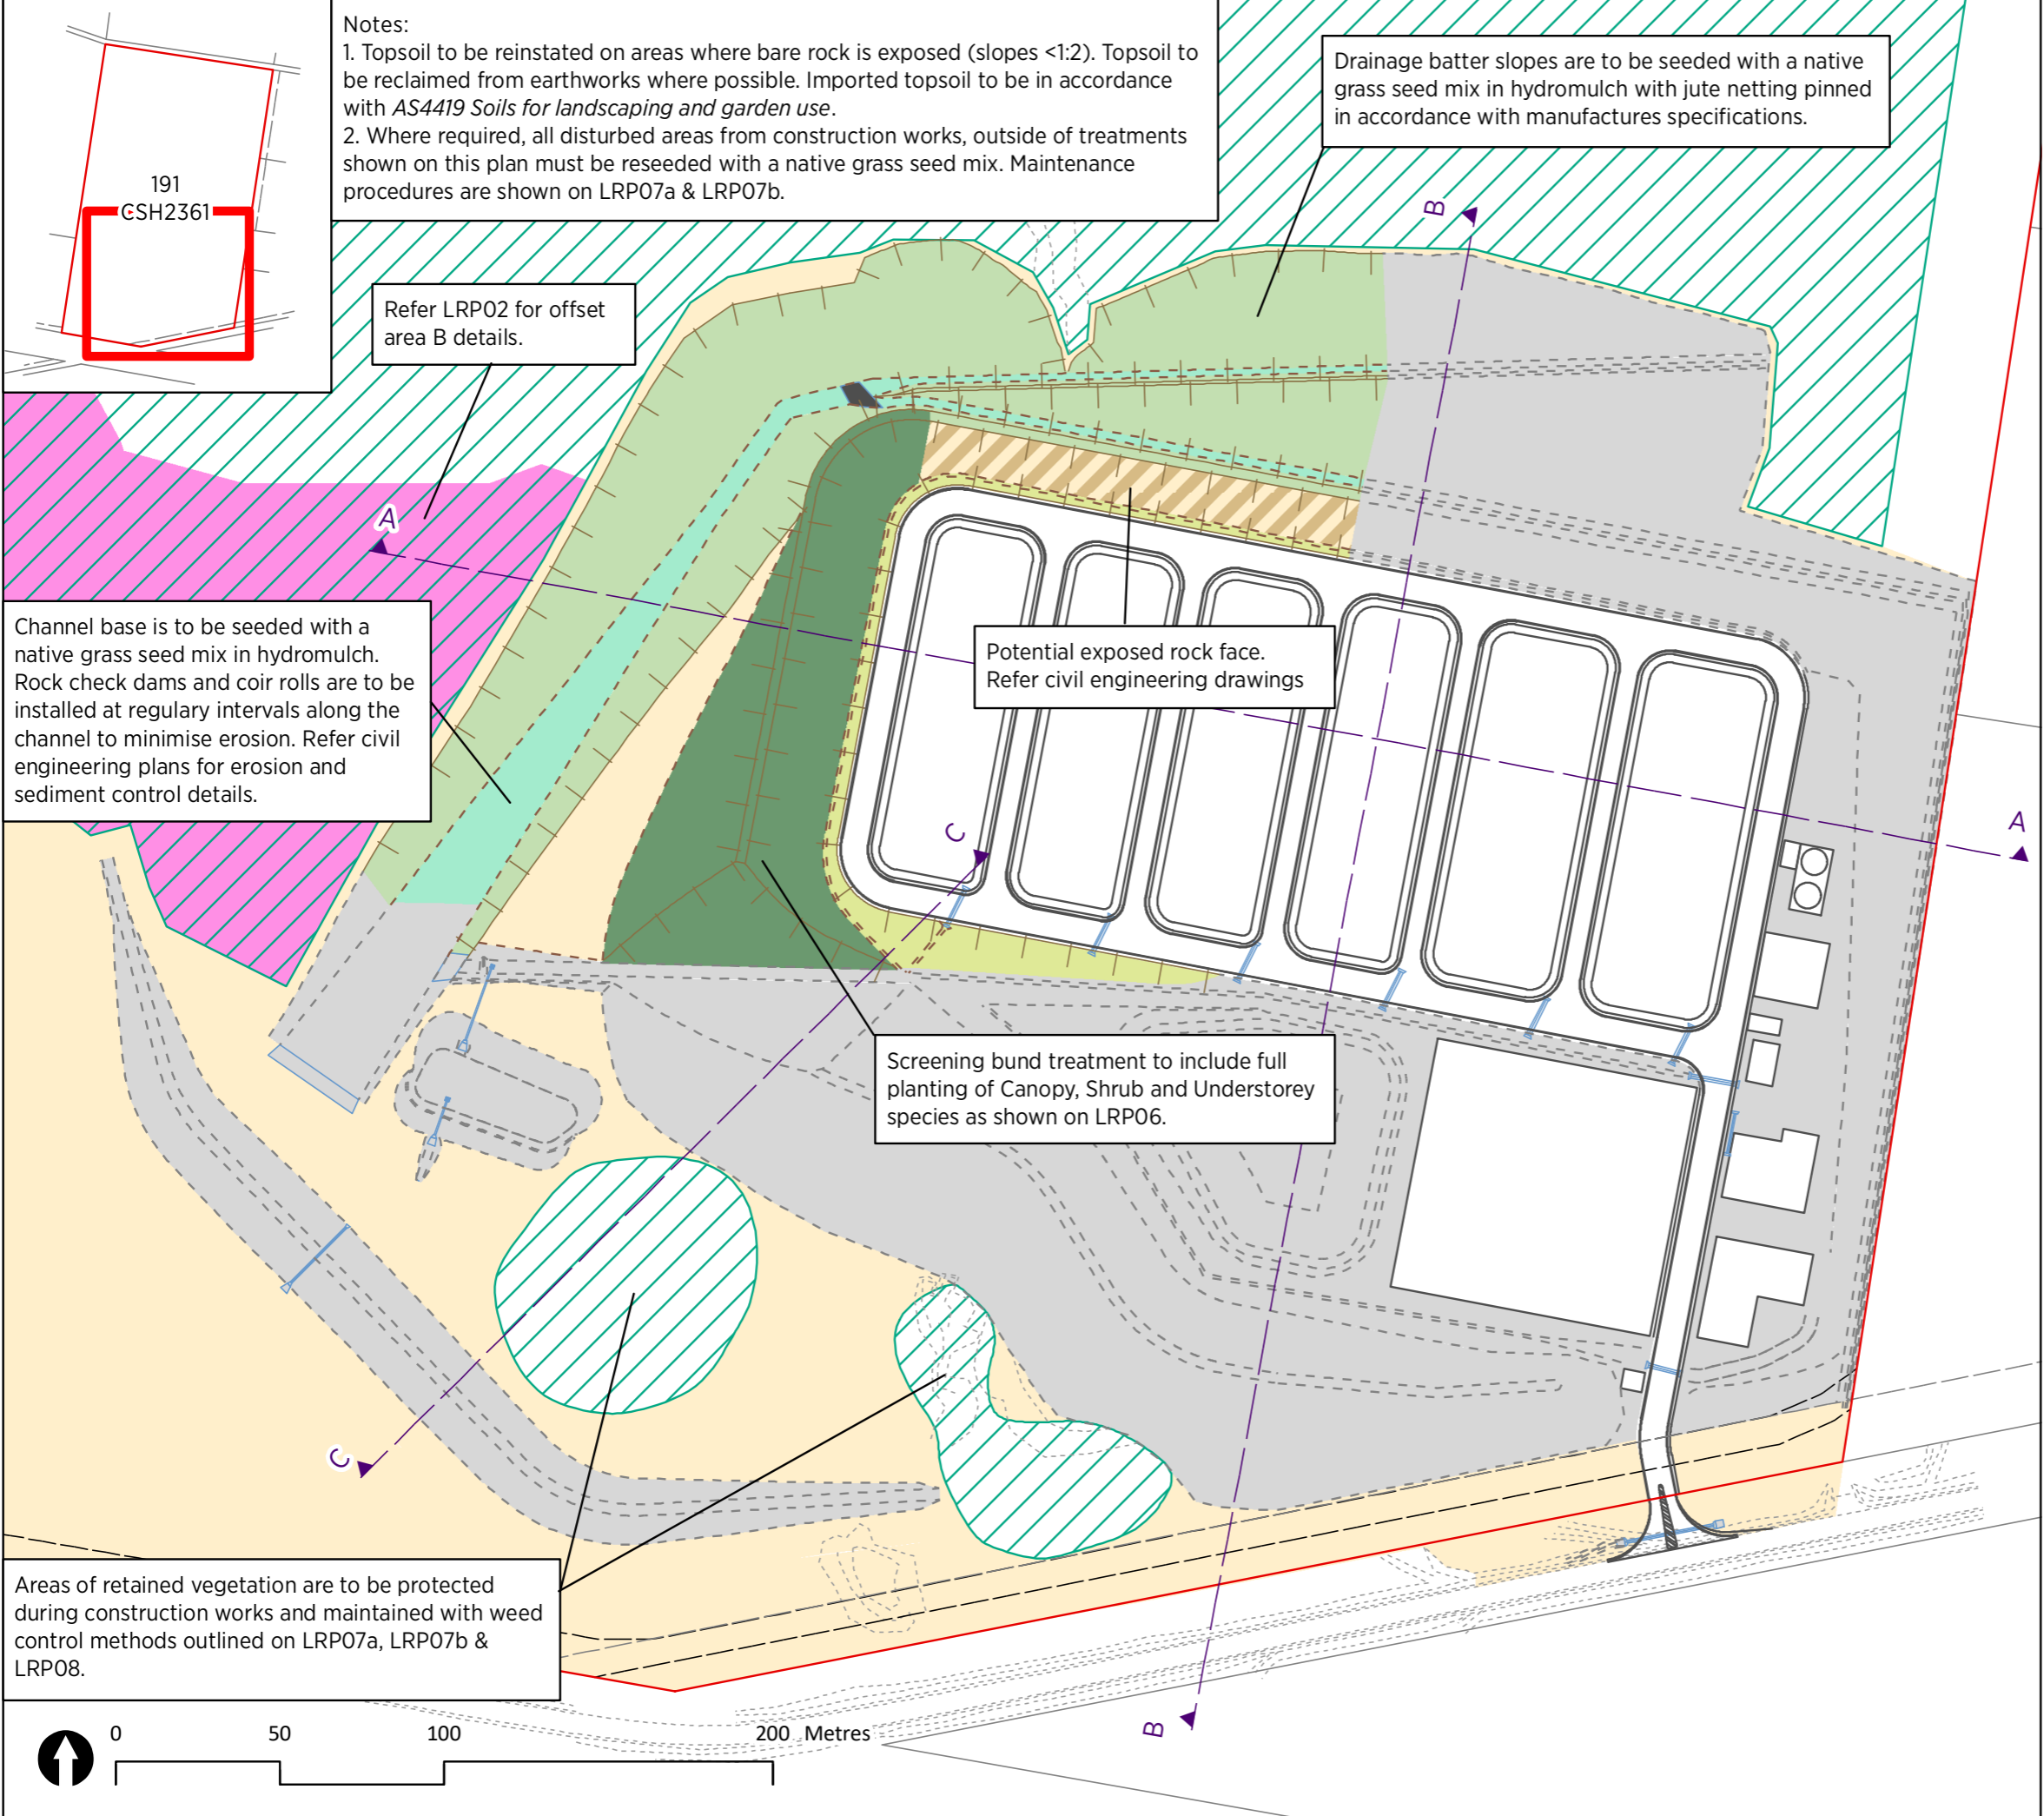 Notes:
1. Topsoil to be reinstated on areas where bare rock is exposed (slopes <1:2). Topsoil to
be reclaimed from earthworks where possible. Imported topsoil to be in accordance
with AS4419 Soils for landscaping and garden use.
2. Where required, all disturbed areas from construction works, outside of treatments
shown on this plan must be reseeded with a native grass seed mix. Maintenance
procedures are shown on LRP07a & LRP07b.
Drainage batter slopes are to be seeded with a native
grass seed mix in hydromulch with jute netting pinned
in accordance with manufactures specifications.
191
CSH2361
B
Refer LRP02 for offset
area B details.
A
Channel base is to be seeded with a
native grass seed mix in hydromulch.
Rock check dams and coir rolls are to be
installed at regulary intervals along the
channel to minimise erosion. Refer civil
engineering plans for erosion and
sediment control details.
Potential exposed rock face.
Refer civil engineering drawings
C
A
Screening bund treatment to include full
planting of Canopy, Shrub and Understorey
species as shown on LRP06.
C
Areas of retained vegetation are to be protected
during construction works and maintained with weed
control methods outlined on LRP07a, LRP07b &
LRP08.
B
0 50 100 200 Metres